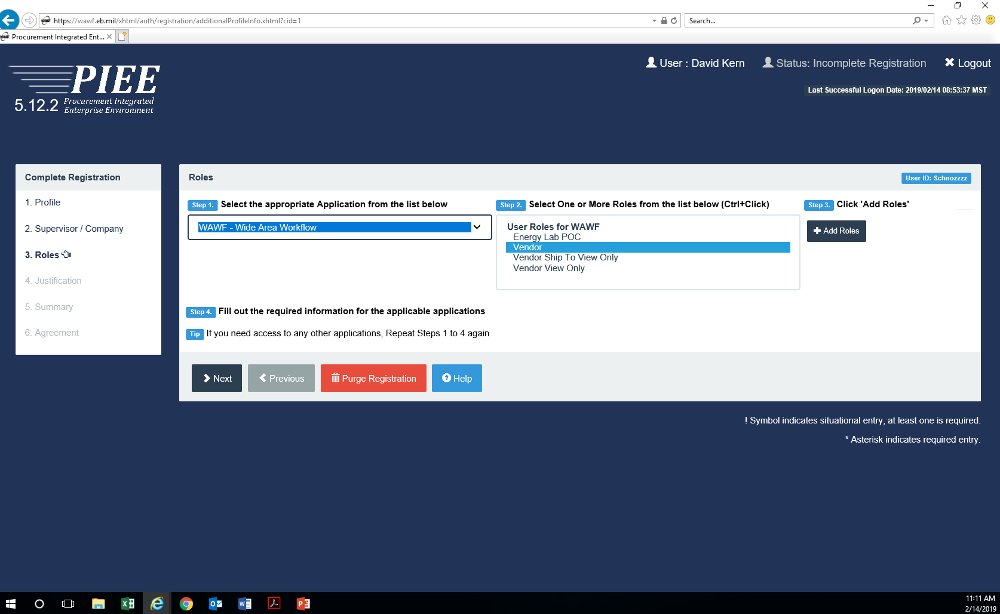 https://wawf.eb.mil/xhtml/auth/registration/additionalProfileInfo.xhtml?cid=1
Search...
Procurement Integrated Ent...
PIEE
5.12.2
Procurement Integrated
Enterprise Environment
User : David Kern
Status: Incomplete Registration
Logout
Last Successful Logon Date: 2019/02/14 08:53:37 MST
Complete Registration
1. Profile
2. Supervisor / Company
3. Roles
4. Justification
5. Summary
6. Agreement
Roles
User ID: Schnozzzz
Step 1. Select the appropriate Application from the list below
WAWF - Wide Area Workflow
Step 2. Select One or More Roles from the list below (Ctrl+Click)
User Roles for WAWF
Energy Lab POC
Vendor
Vendor Ship To View Only
Vendor View Only
Step 3. Click 'Add Roles'
Add Roles
Step 4. Fill out the required information for the applicable applications
Tip If you need access to any other applications, Repeat Steps 1 to 4 again
Next
Previous
Purge Registration
Help
! Symbol indicates situational entry, at least one is required.
* Asterisk indicates required entry.
11:11 AM
2/14/2019